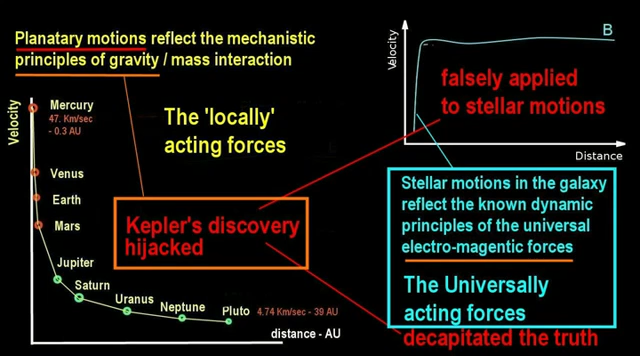 Planatary motions reflect the mechanistic
principles of gravity / mass interaction
Velocity
Mercury
47. Km/sec
- 0.3 AU
Venus
Earth
Mars
Jupiter
Saturn
Uranus
Neptune
Pluto
4.74 Km/sec - 39 AU
distance - AU
The 'locally'
acting forces
Kepler's discovery
hijacked
Velocity
B
Distance
falsely applied
to stellar motions
Stellar motions in the galaxy
reflect the known dynamic
principles of the universal
electro-magentic forces
The Universally
acting forces
decapitated the truth